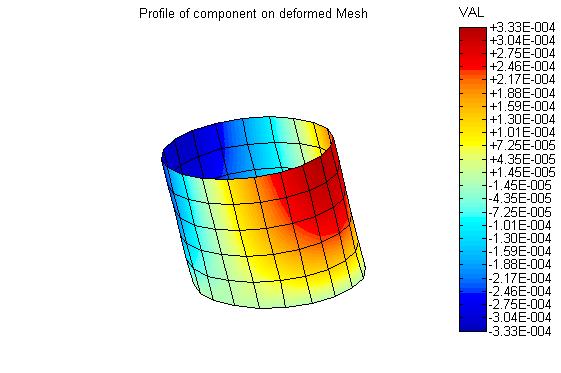 Profile of component on deformed Mesh
VAL
+3.33E-004
+3.04E-004
+2.75E-004
+2.46E-004
+2.17E-004
+1.88E-004
+1.59E-004
+1.30E-004
+1.01E-004
+7.25E-005
+4.35E-005
+1.45E-005
-1.45E-005
-4.35E-005
-7.25E-005
-1.01E-004
-1.30E-004
-1.59E-004
-1.88E-004
-2.17E-004
-2.46E-004
-2.75E-004
-3.04E-004
-3.33E-004